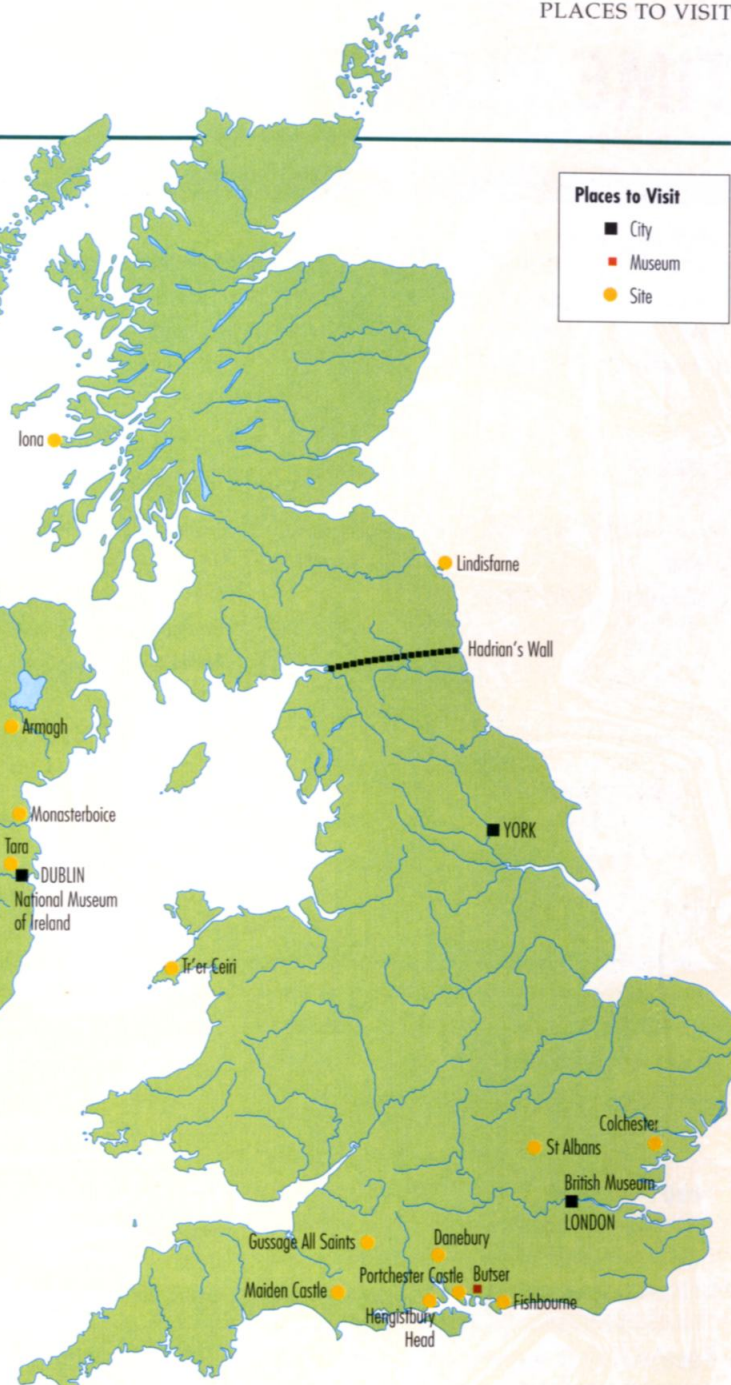 PLACES TO VISIT
Places to Visit
City
Museum
Site
Iona
Lindisfarne
Hadrian's Wall
Armagh
Monasterboice
YORK
Tara
DUBLIN
National Museum
of Ireland
Tr'er Ceiri
Colchester
St Albans
British Museum
LONDON
Gussage All Saints
Danebury
Portchester Castle
Butser
Maiden Castle
Fishbourne
Hengistbury
Head